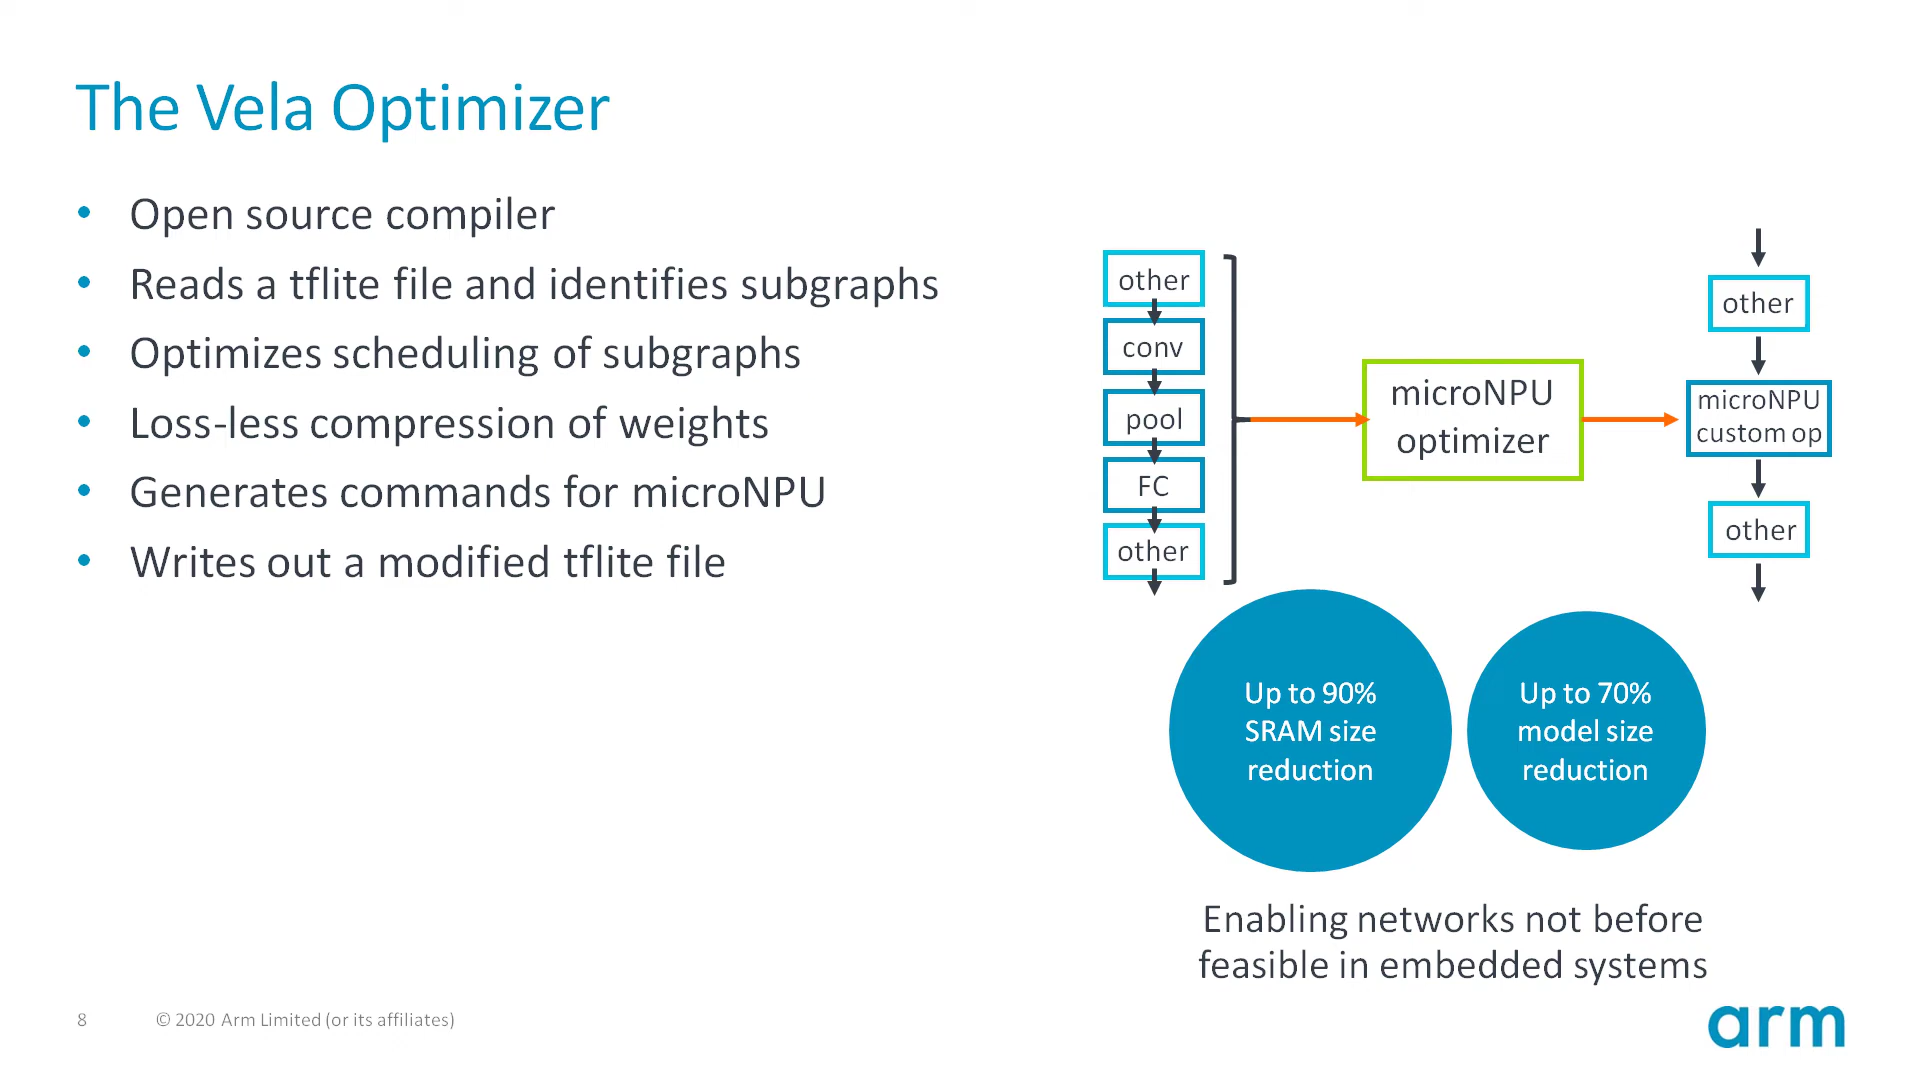 The Vela Optimizer
• Open source compiler
• Reads a tflite file and identifies subgraphs
• Optimizes scheduling of subgraphs
• Loss-less compression of weights
• Generates commands for microNPU
• Writes out a modified tflite file
other
conv
pool
FC
other
microNPU
optimizer
other
microNPU
custom op
other
Up to 90%
SRAM size
reduction
Up to 70%
model size
reduction
Enabling networks not before
feasible in embedded systems
8 © 2020 Arm Limited (or its affiliates)
arm